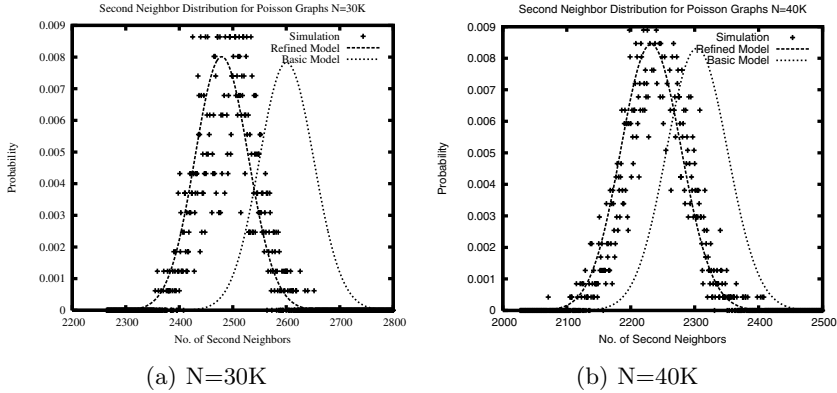 Second Neighbor Distribution for Poisson Graphs N=30K
0.009
0.008
0.007
0.006
0.005
0.004
0.003
0.002
0.001
0
Probability
Simulation
Refined Model
Basic Model
2200 2300 2400 2500 2600 2700 2800
No. of Second Neighbors
(a) N=30K
Second Neighbor Distribution for Poisson Graphs N=40K
0.009
0.008
0.007
0.006
0.005
0.004
0.003
0.002
0.001
0
Probability
Simulation
Refined Model
Basic Model
2000 2100 2200 2300 2400 2500
No. of Second Neighbors
(b) N=40K